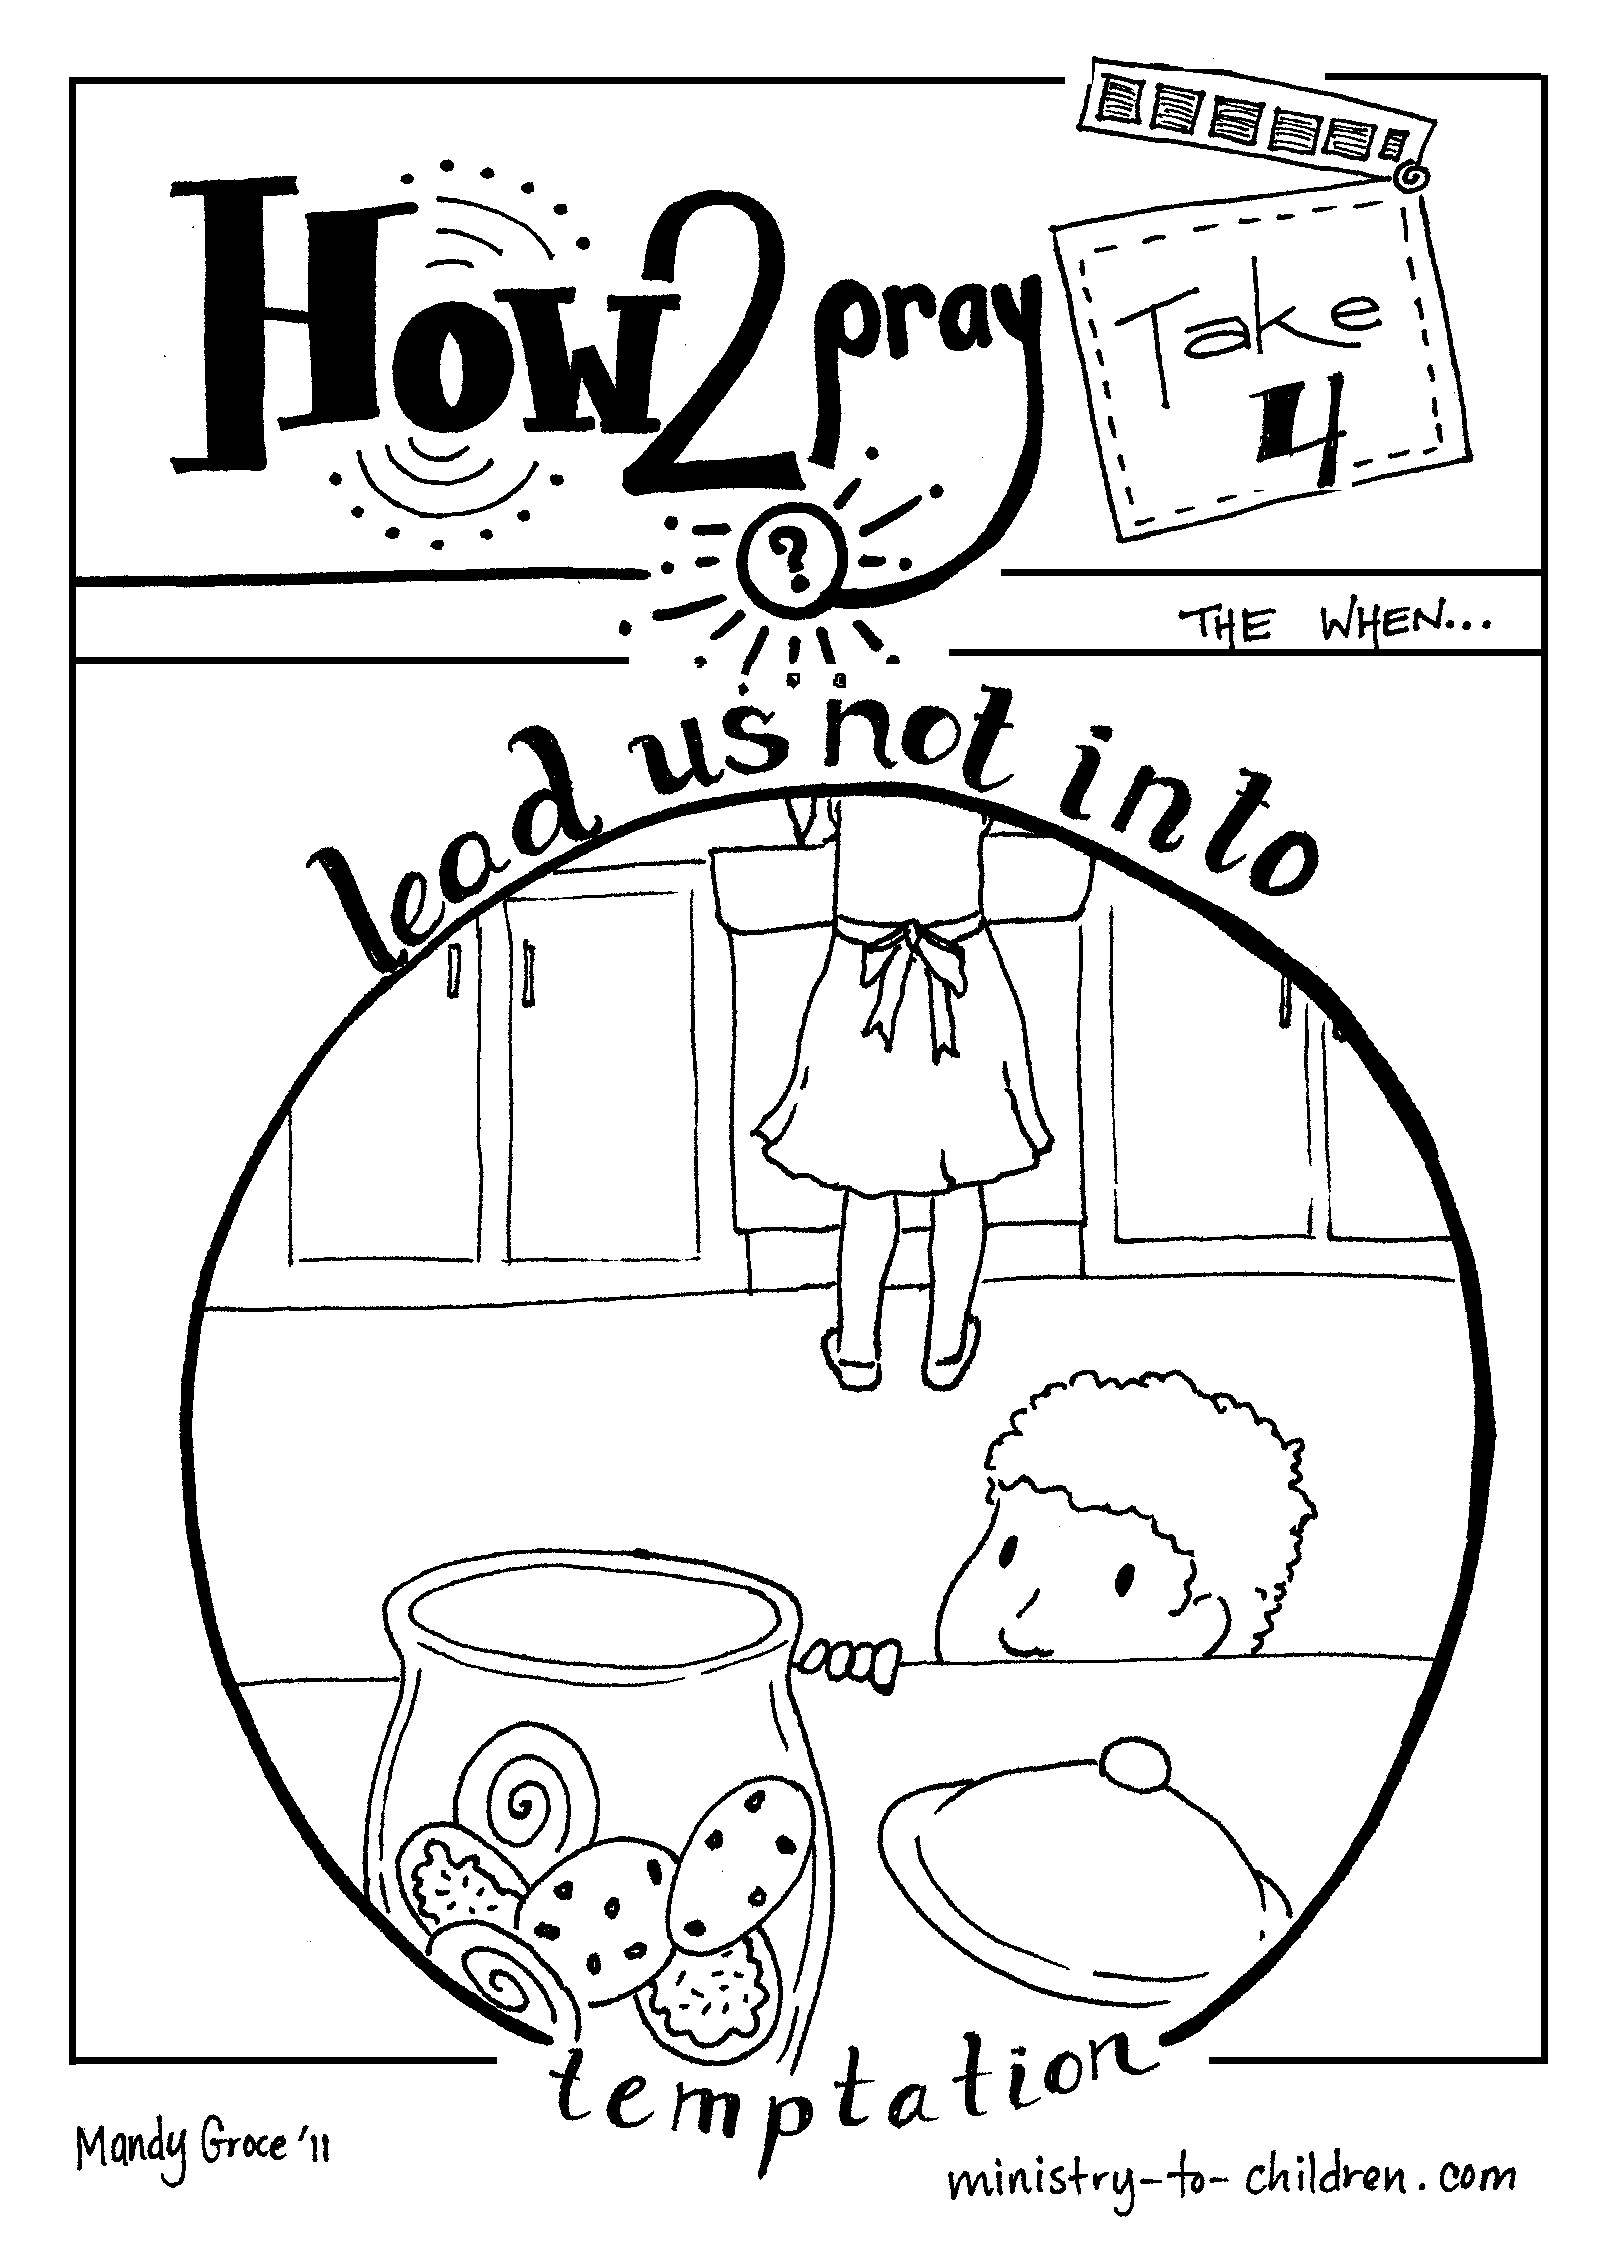 How 2 pray
?
Take
4
THE WHEN...
lead us not into
temptation
Mandy Groce '11
ministry-to-children.com